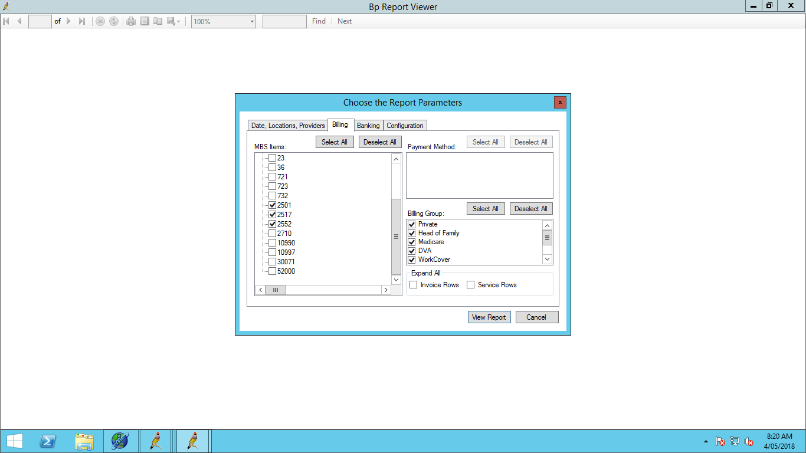 Bp Report Viewer
of 100% Find Next
Choose the Report Parameters
Date, Locations, Providers Billing Banking Configuration
MBS Items: Select All Deselect All
23
36
721
723
732
2501
2517
2552
2710
10990
10997
30071
52000
Payment Method: Select All Deselect All
Billing Group: Select All Deselect All
Private
Head of Family
Medicare
DVA
WorkCover
Expand All
Invoice Rows Service Rows
View Report Cancel
8:20 AM
4/05/2018